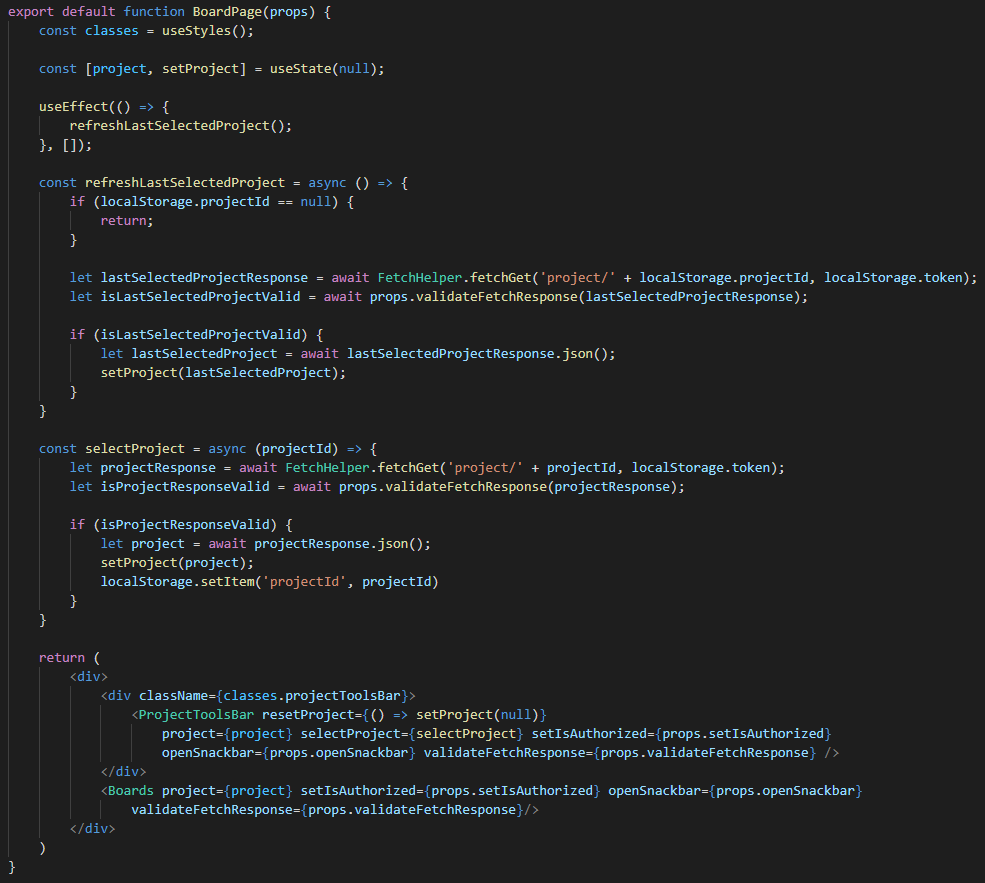 export default function BoardPage(props) {
    const classes = useStyles();

    const [project, setProject] = useState(null);

    useEffect(() => {
        refreshLastSelectedProject();
    }, []);

    const refreshLastSelectedProject = async () => {
        if (localStorage.projectId == null) {
            return;
        }

        let lastSelectedProjectResponse = await FetchHelper.fetchGet('project/' + localStorage.projectId, localStorage.token);
        let isLastSelectedProjectValid = await props.validateFetchResponse(lastSelectedProjectResponse);

        if (isLastSelectedProjectValid) {
            let lastSelectedProject = await lastSelectedProjectResponse.json();
            setProject(lastSelectedProject);
        }
    }

    const selectProject = async (projectId) => {
        let projectResponse = await FetchHelper.fetchGet('project/' + projectId, localStorage.token);
        let isProjectResponseValid = await props.validateFetchResponse(projectResponse);

        if (isProjectResponseValid) {
            let project = await projectResponse.json();
            setProject(project);
            localStorage.setItem('projectId', projectId)
        }
    }

    return (
        <div>
            <div className={classes.projectToolsBar}>
                <ProjectToolsBar resetProject={() => setProject(null)}
                    project={project} selectProject={selectProject} setIsAuthorized={props.setIsAuthorized}
                    openSnackbar={props.openSnackbar} validateFetchResponse={props.validateFetchResponse} />
            </div>
            <Boards project={project} setIsAuthorized={props.setIsAuthorized} openSnackbar={props.openSnackbar}
                validateFetchResponse={props.validateFetchResponse}/>
        </div>
    )
}